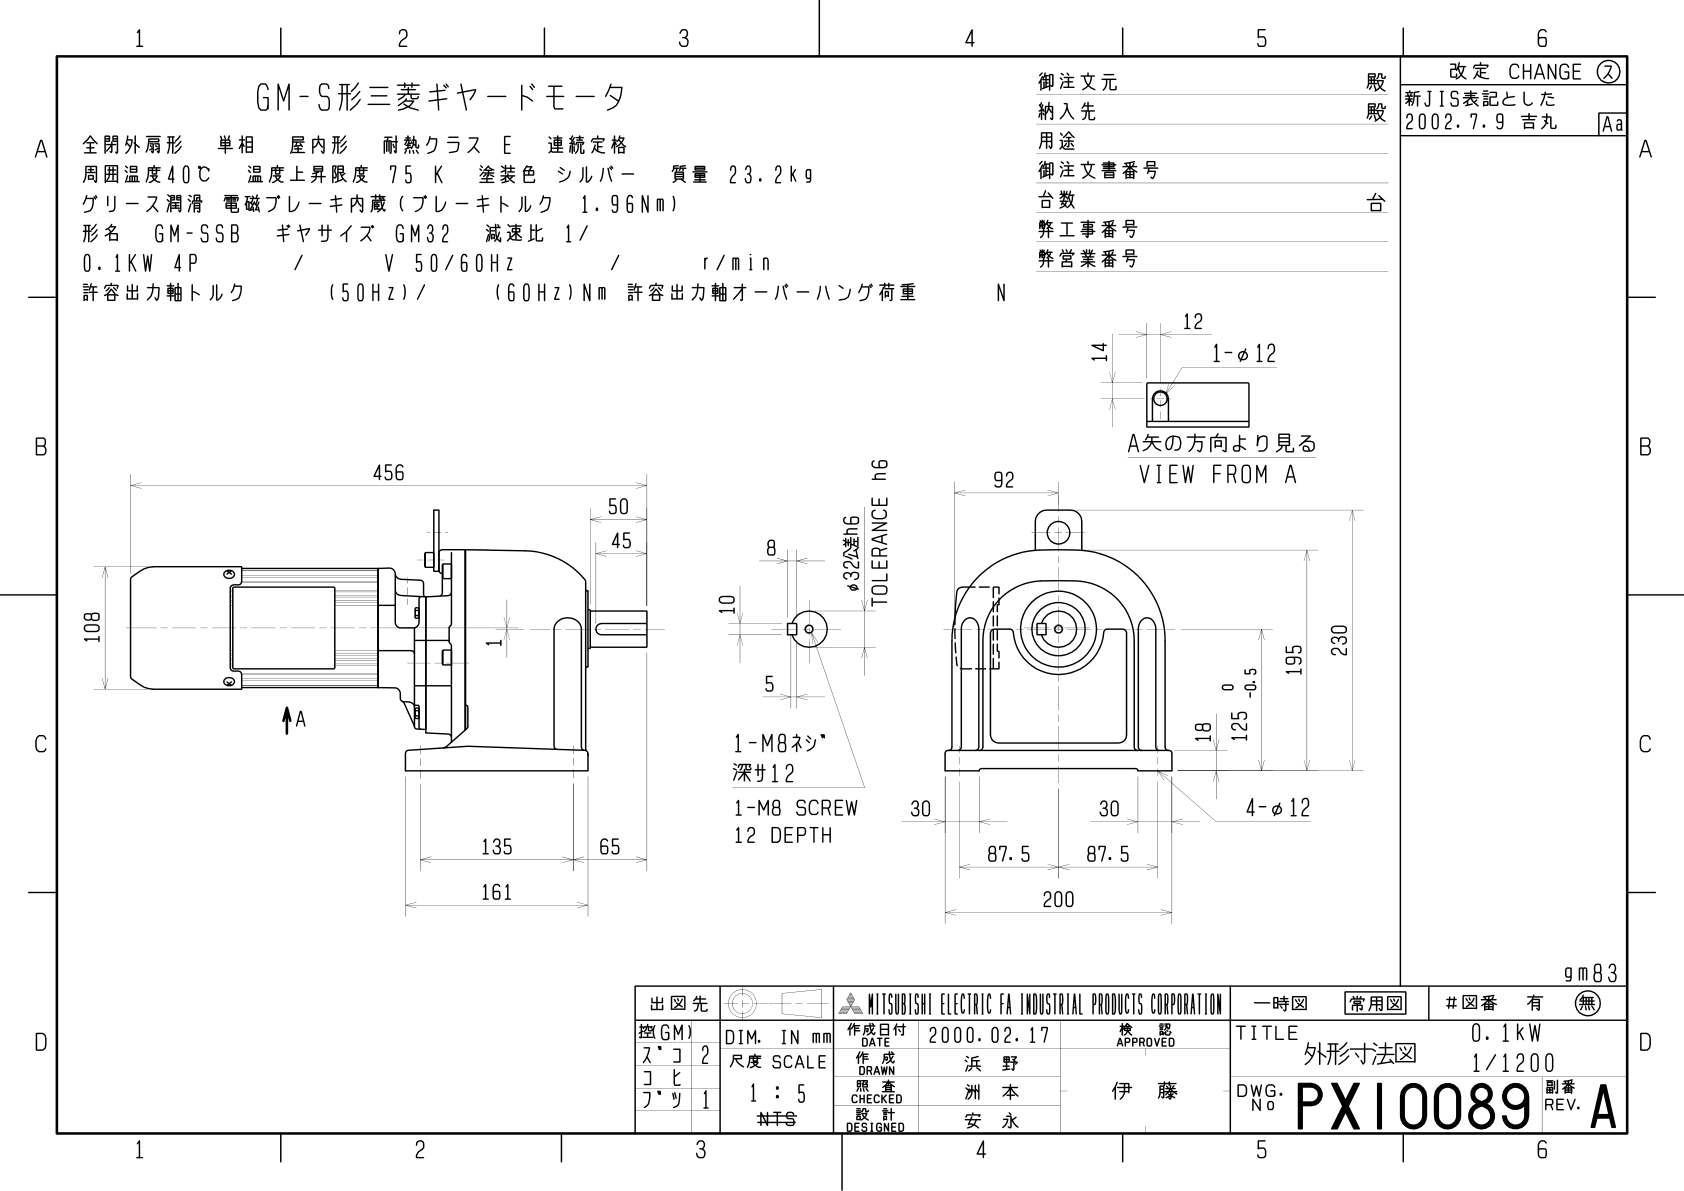 1 2 3 4 5 6
A
B
C
D
GM-S形三菱ギヤードモータ
全閉外扇形 単相 屋内形 耐熱クラス E 連続定格
周囲温度40℃ 温度上昇限度 75 K 塗装色 シルバー 質量 23.2kg
グリース潤滑 電磁ブレーキ内蔵(ブレーキトルク 1.96Nm)
形名 GM-SSB ギヤサイズ GM32 減速比 1/
0.1KW 4P / V 50/60Hz / r/min
許容出力軸トルク (50Hz)/ (60Hz)Nm 許容出力軸オーバーハング荷重 N
御注文元 殿
納入先 殿
用途
御注文書番号
台数 台
弊工事番号
弊営業番号
改定 CHANGE ス
新JIS表記とした
2002.7.9 吉丸 Aa
A
B
C
D
12
14
1-φ12
A矢の方向より見る
VIEW FROM A
456
50
45
108
1
A
135
65
161
8
10
5
φ32公差h6
TOLERANCE h6
1-M8ネジ
深サ12
1-M8 SCREW
12 DEPTH
92
230
195
125 0 -0.5
18
30
30
4-φ12
87.5
87.5
200
gm83
出図先
控(GM)
ズコ 2
コヒ
ブツ 1
DIM. IN mm
尺度 SCALE
1 : 5
NTS
MITSUBISHI ELECTRIC FA INDUSTRIAL PRODUCTS CORPORATION
作成日付 DATE 2000.02.17
作成 DRAWN 浜野
照査 CHECKED 洲本
設計 DESIGNED 安永
検認 APPROVED
伊藤
一時図 常用図 #図番 有 無
TITLE 0.1kW
外形寸法図 1/1200
DWG. No PX10089 副番 REV. A
1 2 3 4 5 6